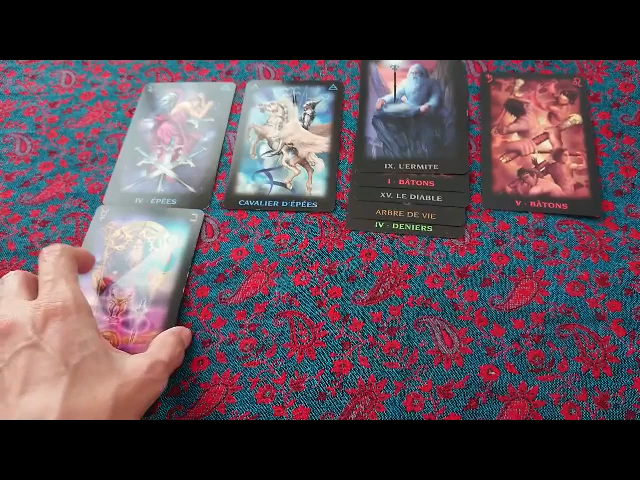 IV - ÉPÉES
CAVALIER D'ÉPÉES
IX. L'ERMITE
I - BÂTONS
XV. LE DIABLE
ARBRE DE VIE
IV - DENIERS
V - BÂTONS